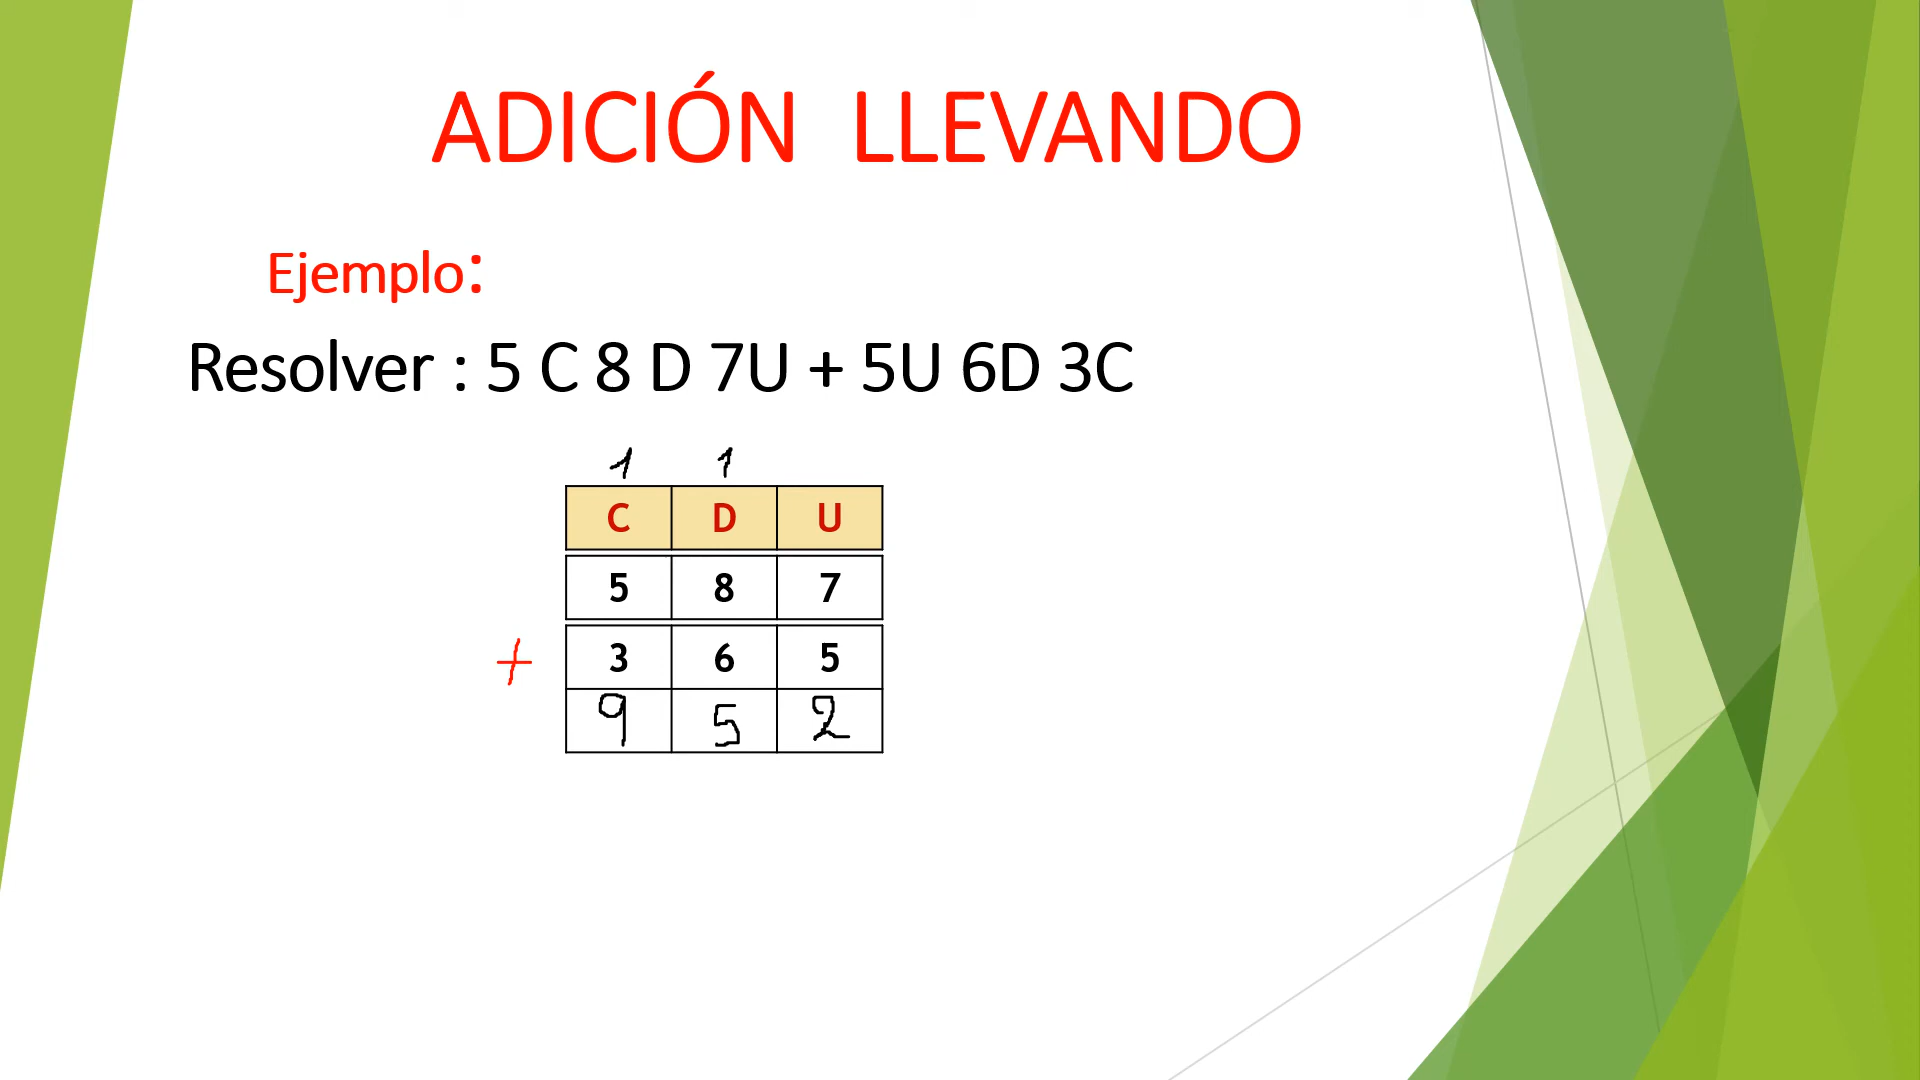 ADICIÓN LLEVANDO
Ejemplo:
Resolver : 5 C 8 D 7U + 5U 6D 3C
1 1
C D U
5 8 7
+ 3 6 5
9 5 2